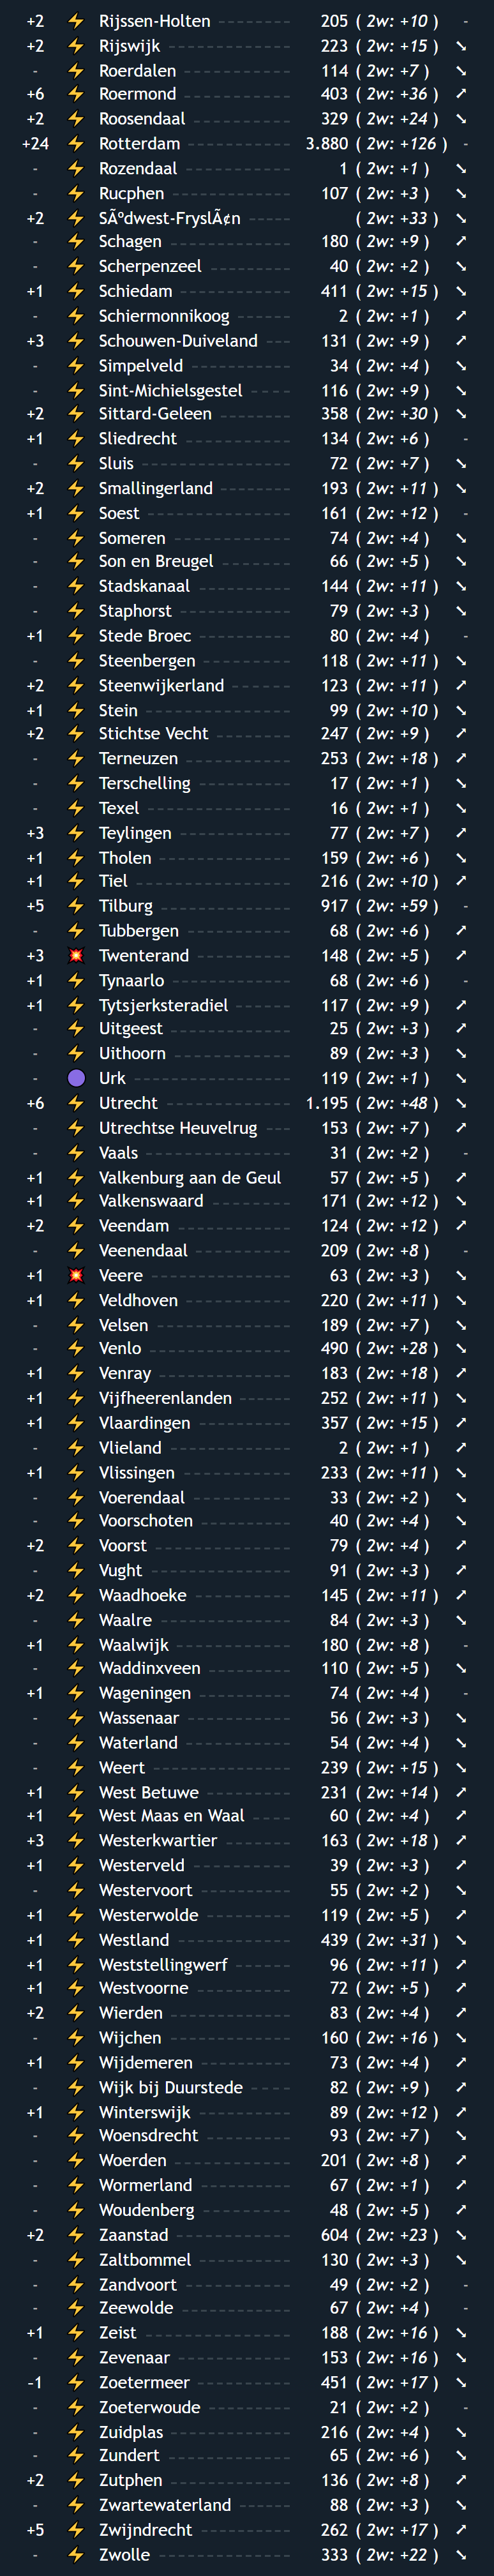 +2 ⚡ Rijssen-Holten 205 ( 2w: +10 ) -
+2 ⚡ Rijswijk 223 ( 2w: +15 ) ➘
- ⚡ Roerdalen 114 ( 2w: +7 ) ➘
+6 ⚡ Roermond 403 ( 2w: +36 ) ➚
+2 ⚡ Roosendaal 329 ( 2w: +24 ) ➘
+24 ⚡ Rotterdam 3.880 ( 2w: +126 ) -
- ⚡ Rozendaal 1 ( 2w: +1 ) ➘
- ⚡ Rucphen 107 ( 2w: +3 ) ➘
+2 ⚡ SÃºdwest-FryslÃ¢n ( 2w: +33 ) ➘
- ⚡ Schagen 180 ( 2w: +9 ) ➚
- ⚡ Scherpenzeel 40 ( 2w: +2 ) ➘
+1 ⚡ Schiedam 411 ( 2w: +15 ) ➘
- ⚡ Schiermonnikoog 2 ( 2w: +1 ) ➚
+3 ⚡ Schouwen-Duiveland 131 ( 2w: +9 ) ➚
- ⚡ Simpelveld 34 ( 2w: +4 ) ➘
- ⚡ Sint-Michielsgestel 116 ( 2w: +9 ) ➘
+2 ⚡ Sittard-Geleen 358 ( 2w: +30 ) ➘
+1 ⚡ Sliedrecht 134 ( 2w: +6 ) -
- ⚡ Sluis 72 ( 2w: +7 ) ➘
+2 ⚡ Smallingerland 193 ( 2w: +11 ) ➘
+1 ⚡ Soest 161 ( 2w: +12 ) -
- ⚡ Someren 74 ( 2w: +4 ) ➘
- ⚡ Son en Breugel 66 ( 2w: +5 ) ➘
- ⚡ Stadskanaal 144 ( 2w: +11 ) ➘
- ⚡ Staphorst 79 ( 2w: +3 ) ➘
+1 ⚡ Stede Broec 80 ( 2w: +4 ) -
- ⚡ Steenbergen 118 ( 2w: +11 ) ➘
+2 ⚡ Steenwijkerland 123 ( 2w: +11 ) ➚
+1 ⚡ Stein 99 ( 2w: +10 ) ➘
+2 ⚡ Stichtse Vecht 247 ( 2w: +9 ) ➚
- ⚡ Terneuzen 253 ( 2w: +18 ) ➚
- ⚡ Terschelling 17 ( 2w: +1 ) ➘
- ⚡ Texel 16 ( 2w: +1 ) ➘
+3 ⚡ Teylingen 77 ( 2w: +7 ) ➚
+1 ⚡ Tholen 159 ( 2w: +6 ) ➘
+1 ⚡ Tiel 216 ( 2w: +10 ) ➚
+5 ⚡ Tilburg 917 ( 2w: +59 ) -
- ⚡ Tubbergen 68 ( 2w: +6 ) ➚
+3 💥 Twenterand 148 ( 2w: +5 ) ➚
+1 ⚡ Tynaarlo 68 ( 2w: +6 ) -
+1 ⚡ Tytsjerksteradiel 117 ( 2w: +9 ) ➚
- ⚡ Uitgeest 25 ( 2w: +3 ) ➚
- ⚡ Uithoorn 89 ( 2w: +3 ) ➘
- 🟣 Urk 119 ( 2w: +1 ) ➘
+6 ⚡ Utrecht 1.195 ( 2w: +48 ) ➘
- ⚡ Utrechtse Heuvelrug 153 ( 2w: +7 ) ➚
- ⚡ Vaals 31 ( 2w: +2 ) -
+1 ⚡ Valkenburg aan de Geul 57 ( 2w: +5 ) ➚
+1 ⚡ Valkenswaard 171 ( 2w: +12 ) ➘
+2 ⚡ Veendam 124 ( 2w: +12 ) ➚
- ⚡ Veenendaal 209 ( 2w: +8 ) -
+1 💥 Veere 63 ( 2w: +3 ) ➘
+1 ⚡ Veldhoven 220 ( 2w: +11 ) ➘
- ⚡ Velsen 189 ( 2w: +7 ) ➘
- ⚡ Venlo 490 ( 2w: +28 ) ➘
+1 ⚡ Venray 183 ( 2w: +18 ) ➚
+1 ⚡ Vijfheerenlanden 252 ( 2w: +11 ) ➘
+1 ⚡ Vlaardingen 357 ( 2w: +15 ) ➚
- ⚡ Vlieland 2 ( 2w: +1 ) ➚
+1 ⚡ Vlissingen 233 ( 2w: +11 ) ➘
- ⚡ Voerendaal 33 ( 2w: +2 ) ➘
- ⚡ Voorschoten 40 ( 2w: +4 ) ➘
+2 ⚡ Voorst 79 ( 2w: +4 ) ➚
- ⚡ Vught 91 ( 2w: +3 ) ➚
+2 ⚡ Waadhoeke 145 ( 2w: +11 ) ➚
- ⚡ Waalre 84 ( 2w: +3 ) ➘
+1 ⚡ Waalwijk 180 ( 2w: +8 ) -
- ⚡ Waddinxveen 110 ( 2w: +5 ) ➘
+1 ⚡ Wageningen 74 ( 2w: +4 ) -
- ⚡ Wassenaar 56 ( 2w: +3 ) ➘
- ⚡ Waterland 54 ( 2w: +4 ) ➘
- ⚡ Weert 239 ( 2w: +15 ) ➘
+1 ⚡ West Betuwe 231 ( 2w: +14 ) ➚
+1 ⚡ West Maas en Waal 60 ( 2w: +4 ) ➚
+3 ⚡ Westerkwartier 163 ( 2w: +18 ) ➚
+1 ⚡ Westerveld 39 ( 2w: +3 ) ➚
- ⚡ Westervoort 55 ( 2w: +2 ) ➘
+1 ⚡ Westerwolde 119 ( 2w: +5 ) ➚
+1 ⚡ Westland 439 ( 2w: +31 ) ➘
+1 ⚡ Weststellingwerf 96 ( 2w: +11 ) ➚
+1 ⚡ Westvoorne 72 ( 2w: +5 ) ➚
+2 ⚡ Wierden 83 ( 2w: +4 ) ➚
- ⚡ Wijchen 160 ( 2w: +16 ) ➘
+1 ⚡ Wijdemeren 73 ( 2w: +4 ) ➚
- ⚡ Wijk bij Duurstede 82 ( 2w: +9 ) ➚
+1 ⚡ Winterswijk 89 ( 2w: +12 ) ➚
- ⚡ Woensdrecht 93 ( 2w: +7 ) ➘
- ⚡ Woerden 201 ( 2w: +8 ) ➚
- ⚡ Wormerland 67 ( 2w: +1 ) ➚
- ⚡ Woudenberg 48 ( 2w: +5 ) ➚
+2 ⚡ Zaanstad 604 ( 2w: +23 ) ➘
- ⚡ Zaltbommel 130 ( 2w: +3 ) ➘
- ⚡ Zandvoort 49 ( 2w: +2 ) -
- ⚡ Zeewolde 67 ( 2w: +4 ) -
+1 ⚡ Zeist 188 ( 2w: +16 ) ➘
- ⚡ Zevenaar 153 ( 2w: +16 ) ➘
-1 ⚡ Zoetermeer 451 ( 2w: +17 ) ➘
- ⚡ Zoeterwoude 21 ( 2w: +2 ) -
- ⚡ Zuidplas 216 ( 2w: +4 ) ➘
- ⚡ Zundert 65 ( 2w: +6 ) ➘
+2 ⚡ Zutphen 136 ( 2w: +8 ) ➚
- ⚡ Zwartewaterland 88 ( 2w: +3 ) ➘
+5 ⚡ Zwijndrecht 262 ( 2w: +17 ) ➚
- ⚡ Zwolle 333 ( 2w: +22 ) ➘